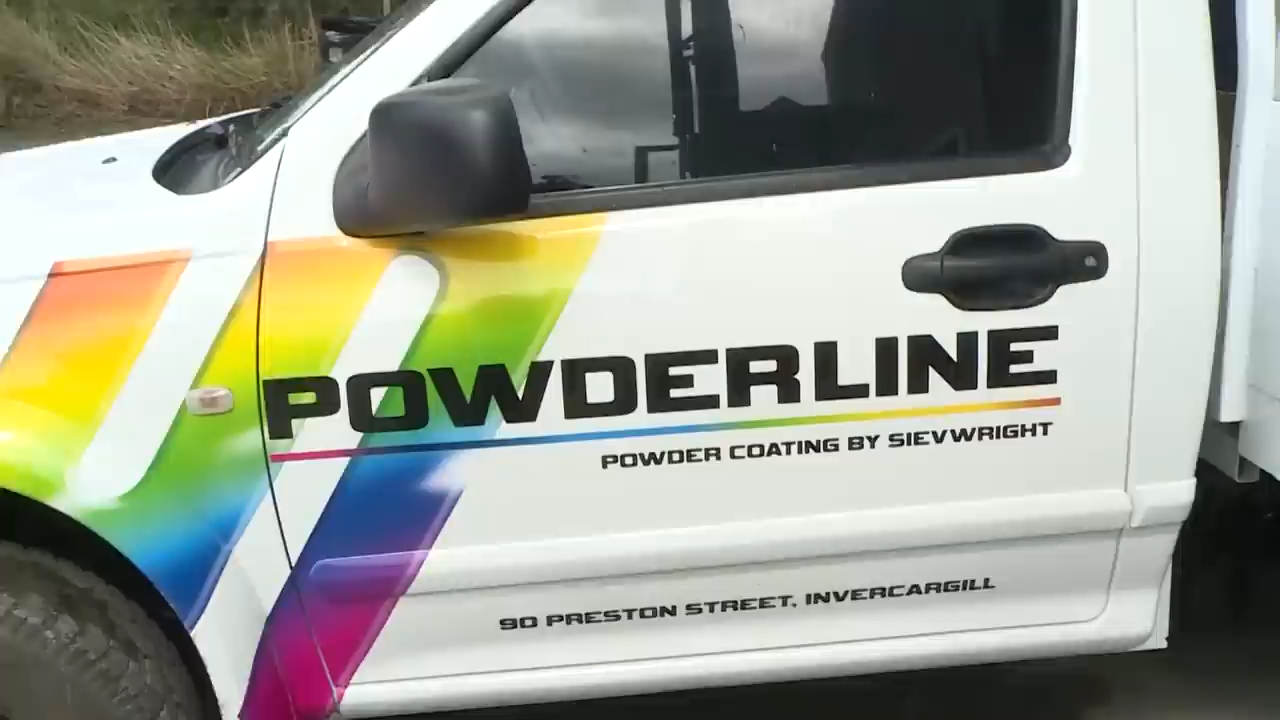 POWDERLINE
POWDER COATING BY SIEVWRIGHT
90 PRESTON STREET, INVERCARGILL